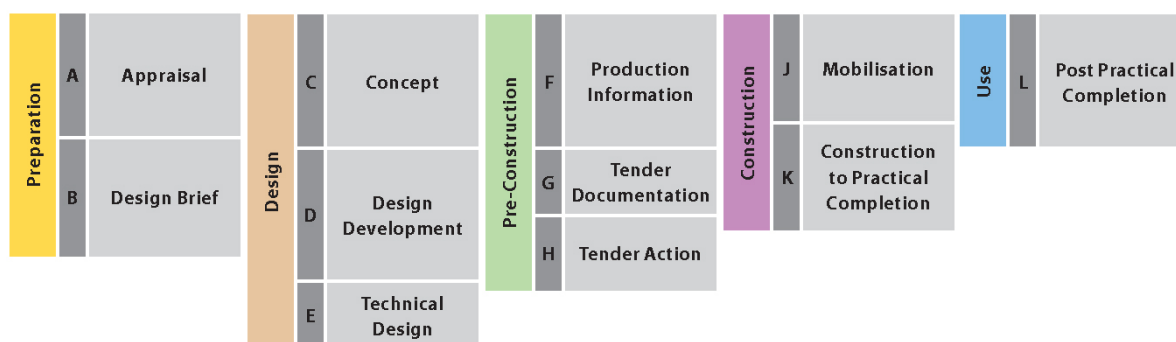 Preparation
A
Appraisal
B
Design Brief
Design
C
Concept
D
Design
Development
E
Technical
Design
Pre-Construction
F
Production
Information
G
Tender
Documentation
H
Tender Action
Construction
J
Mobilisation
K
Construction
to Practical
Completion
Use
L
Post Practical
Completion